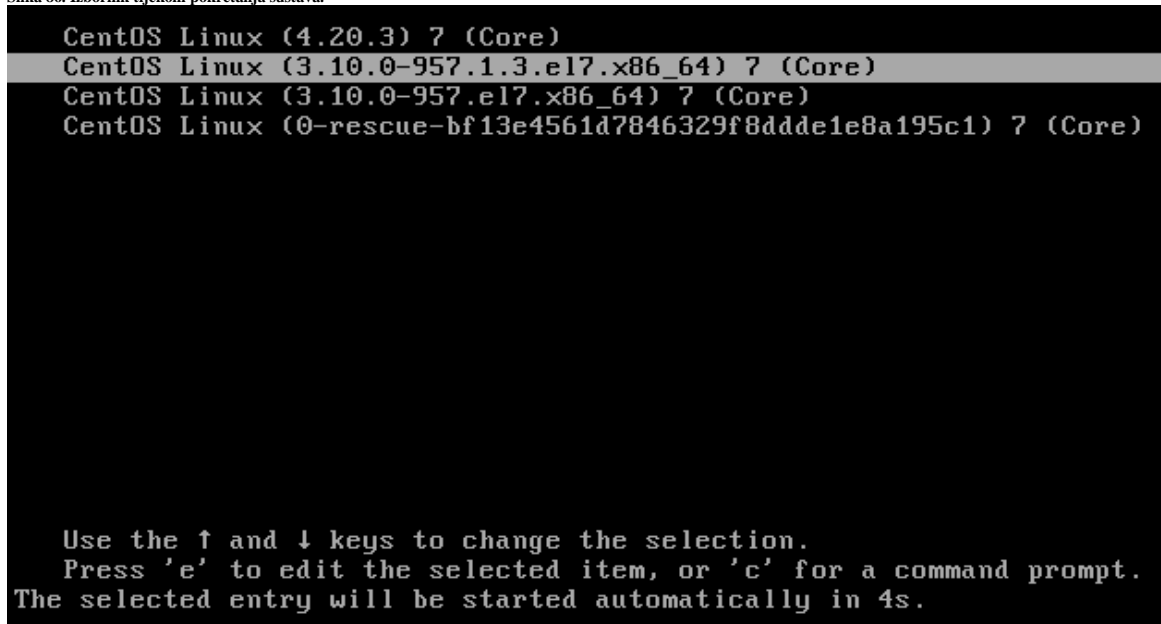 Slika 86. Izbornik tijekom pokretanja sustava.
CentOS Linux (4.20.3) 7 (Core)
CentOS Linux (3.10.0-957.1.3.el7.x86_64) 7 (Core)
CentOS Linux (3.10.0-957.el7.x86_64) 7 (Core)
CentOS Linux (0-rescue-bf13e4561d7846329f8ddde1e8a195c1) 7 (Core)
Use the ↑ and ↓ keys to change the selection.
Press 'e' to edit the selected item, or 'c' for a command prompt.
The selected entry will be started automatically in 4s.